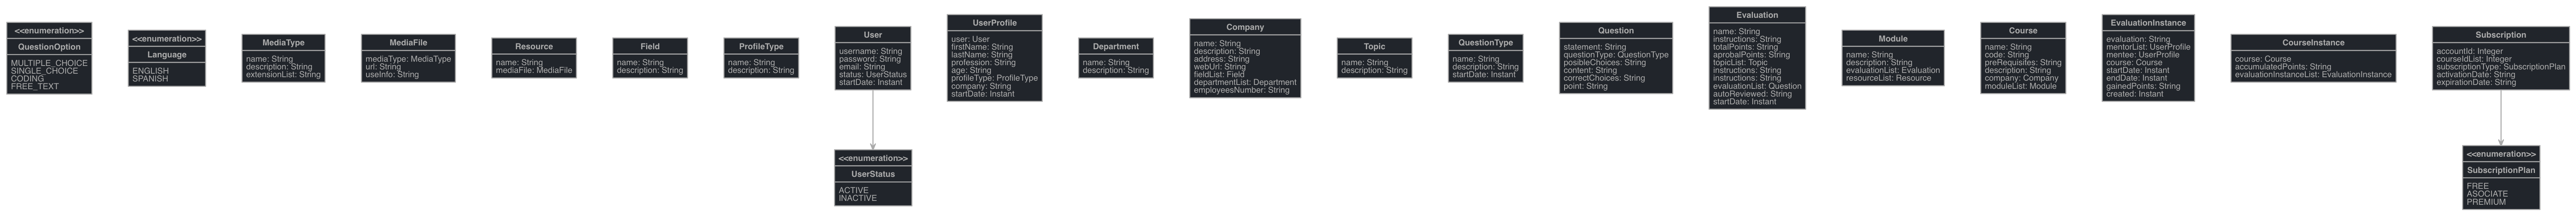 <<enumeration>>
QuestionOption
MULTIPLE_CHOICE
SINGLE_CHOICE
CODING
FREE_TEXT
<<enumeration>>
Language
ENGLISH
SPANISH
MediaType
name: String
description: String
extensionList: String
MediaFile
mediaType: MediaType
url: String
useInfo: String
Resource
name: String
mediaFile: MediaFile
Field
name: String
description: String
ProfileType
name: String
description: String
User
username: String
password: String
email: String
status: UserStatus
startDate: Instant
<<enumeration>>
UserStatus
ACTIVE
INACTIVE
UserProfile
user: User
firstName: String
lastName: String
profession: String
age: String
profileType: ProfileType
company: String
startDate: Instant
Department
name: String
description: String
Company
name: String
description: String
address: String
webUrl: String
fieldList: Field
departmentList: Department
employeesNumber: String
Topic
name: String
description: String
QuestionType
name: String
description: String
startDate: Instant
Question
statement: String
questionType: QuestionType
posibleChoices: String
content: String
correctChoices: String
point: String
Evaluation
name: String
instructions: String
totalPoints: String
aprobalPoints: String
topicList: Topic
instructions: String
instructions: String
evaluationList: Question
autoReviewed: String
startDate: Instant
Module
name: String
description: String
evaluationList: Evaluation
resourceList: Resource
Course
name: String
code: String
preRequisites: String
description: String
company: Company
moduleList: Module
EvaluationInstance
evaluation: String
mentorList: UserProfile
course: Course
mentee: UserProfile
startDate: Instant
endDate: Instant
gainedPoints: String
created: Instant
CourseInstance
course: Course
accumulatedPoints: String
evaluationInstanceList: EvaluationInstance
Subscription
accountId: Integer
courseIdList: Integer
subscriptionType: SubscriptionPlan
activationDate: String
expirationDate: String
<<enumeration>>
SubscriptionPlan
FREE
ASOCIATE
PREMIUM